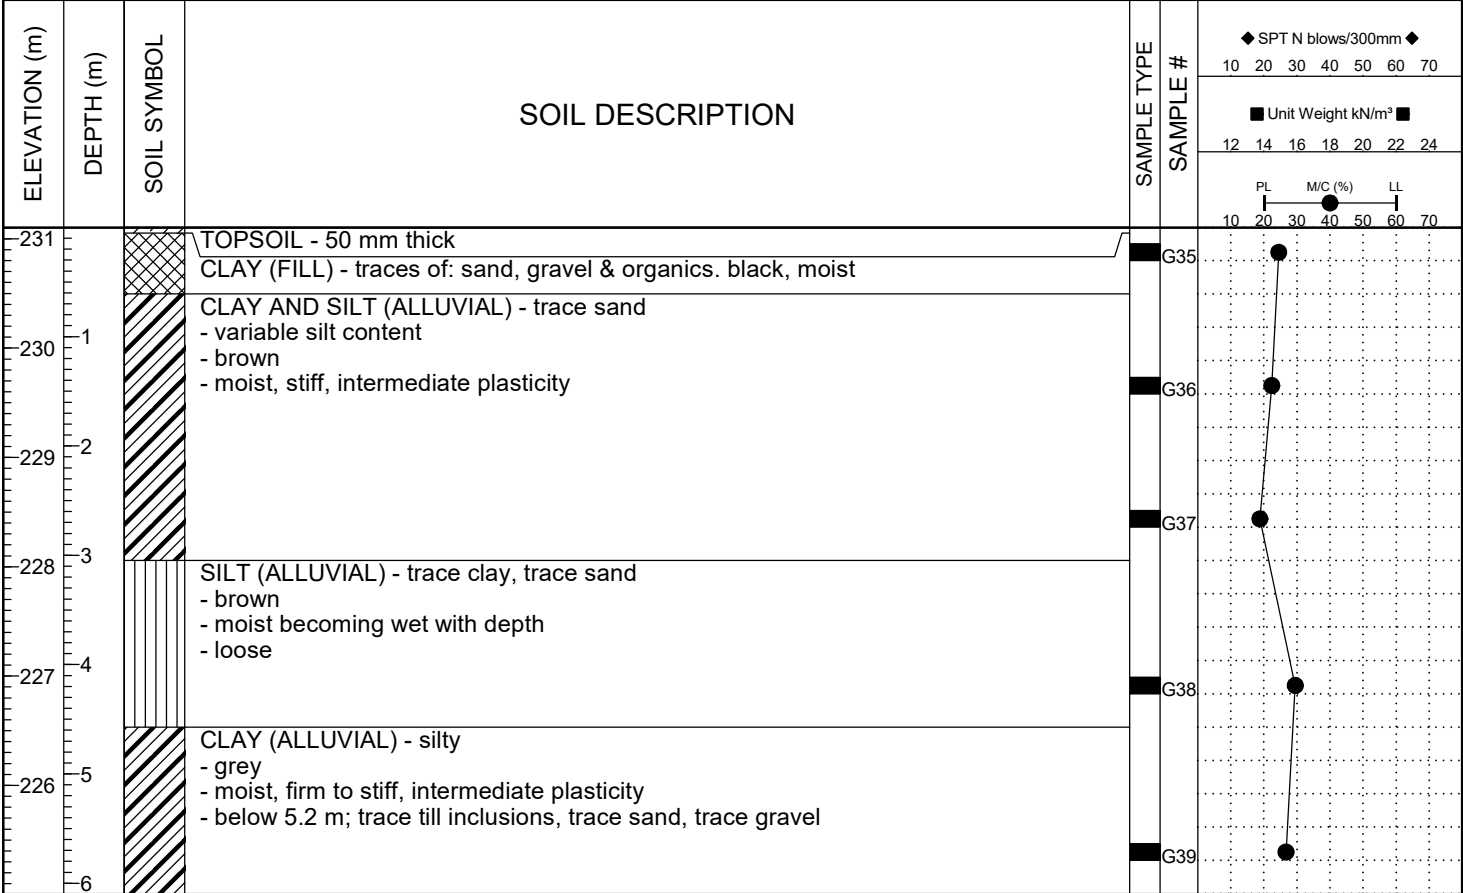 ELEVATION (m)
DEPTH (m)
SOIL SYMBOL
SOIL DESCRIPTION
SAMPLE TYPE
SAMPLE #
SPT N blows/300mm
10 20 30 40 50 60 70
Unit Weight kN/m³
12 14 16 18 20 22 24
PL M/C (%) LL
10 20 30 40 50 60 70
231
TOPSOIL - 50 mm thick
G35
CLAY (FILL) - traces of: sand, gravel & organics. black, moist
CLAY AND SILT (ALLUVIAL) - trace sand
- variable silt content
1
230
- brown
- moist, stiff, intermediate plasticity
G36
2
229
G37
3
228
SILT (ALLUVIAL) - trace clay, trace sand
- brown
- moist becoming wet with depth
- loose
4
227
G38
CLAY (ALLUVIAL) - silty
- grey
5
226
- moist, firm to stiff, intermediate plasticity
- below 5.2 m; trace till inclusions, trace sand, trace gravel
G39
6